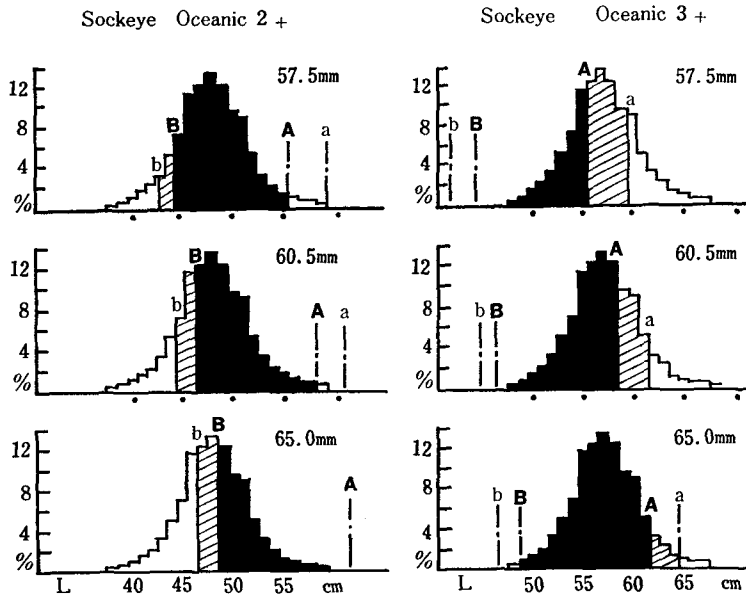 Sockeye Oceanic 2 +
Sockeye Oceanic 3 +
12
8
4
%
b
B
A
a
57.5mm
12
8
4
%
b
B
A
a
57.5mm
12
8
4
%
b
B
A
a
60.5mm
12
8
4
%
b
B
A
a
60.5mm
12
8
4
%
b
B
A
65.0mm
L 40 45 50 55 cm
12
8
4
%
b
B
A
a
65.0mm
L 50 55 60 65 cm